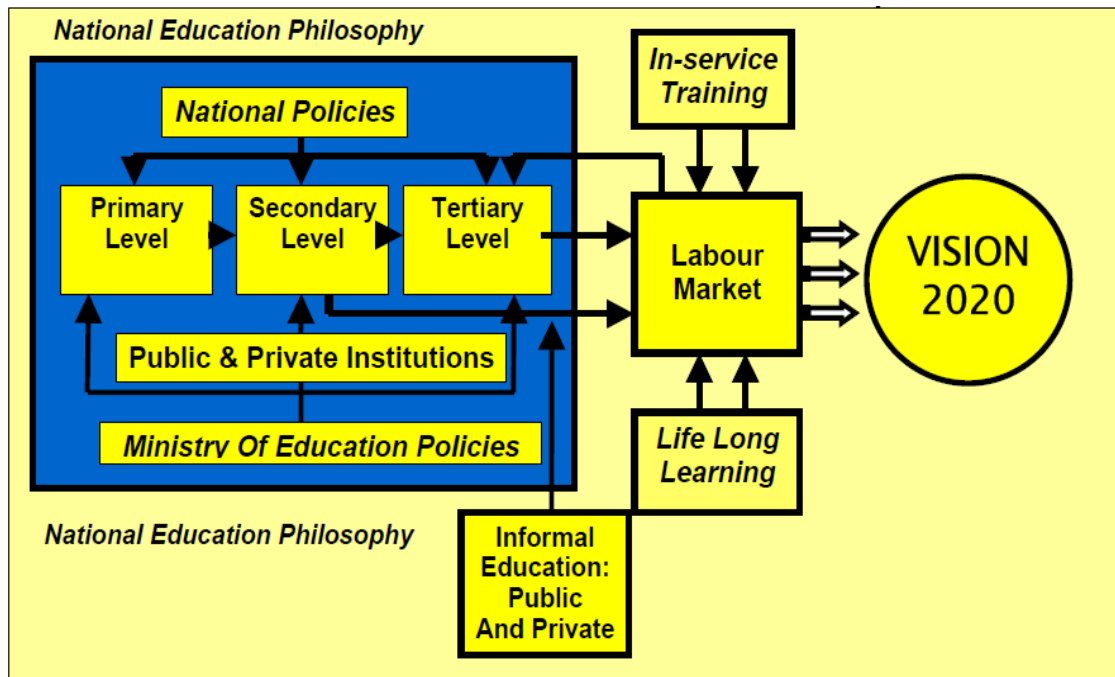 National Education Philosophy
In-service
Training
National Policies
Primary
Level
Secondary
Level
Tertiary
Level
Labour
Market
VISION
2020
Public & Private Institutions
Ministry Of Education Policies
Life Long
Learning
National Education Philosophy
Informal
Education:
Public
And Private